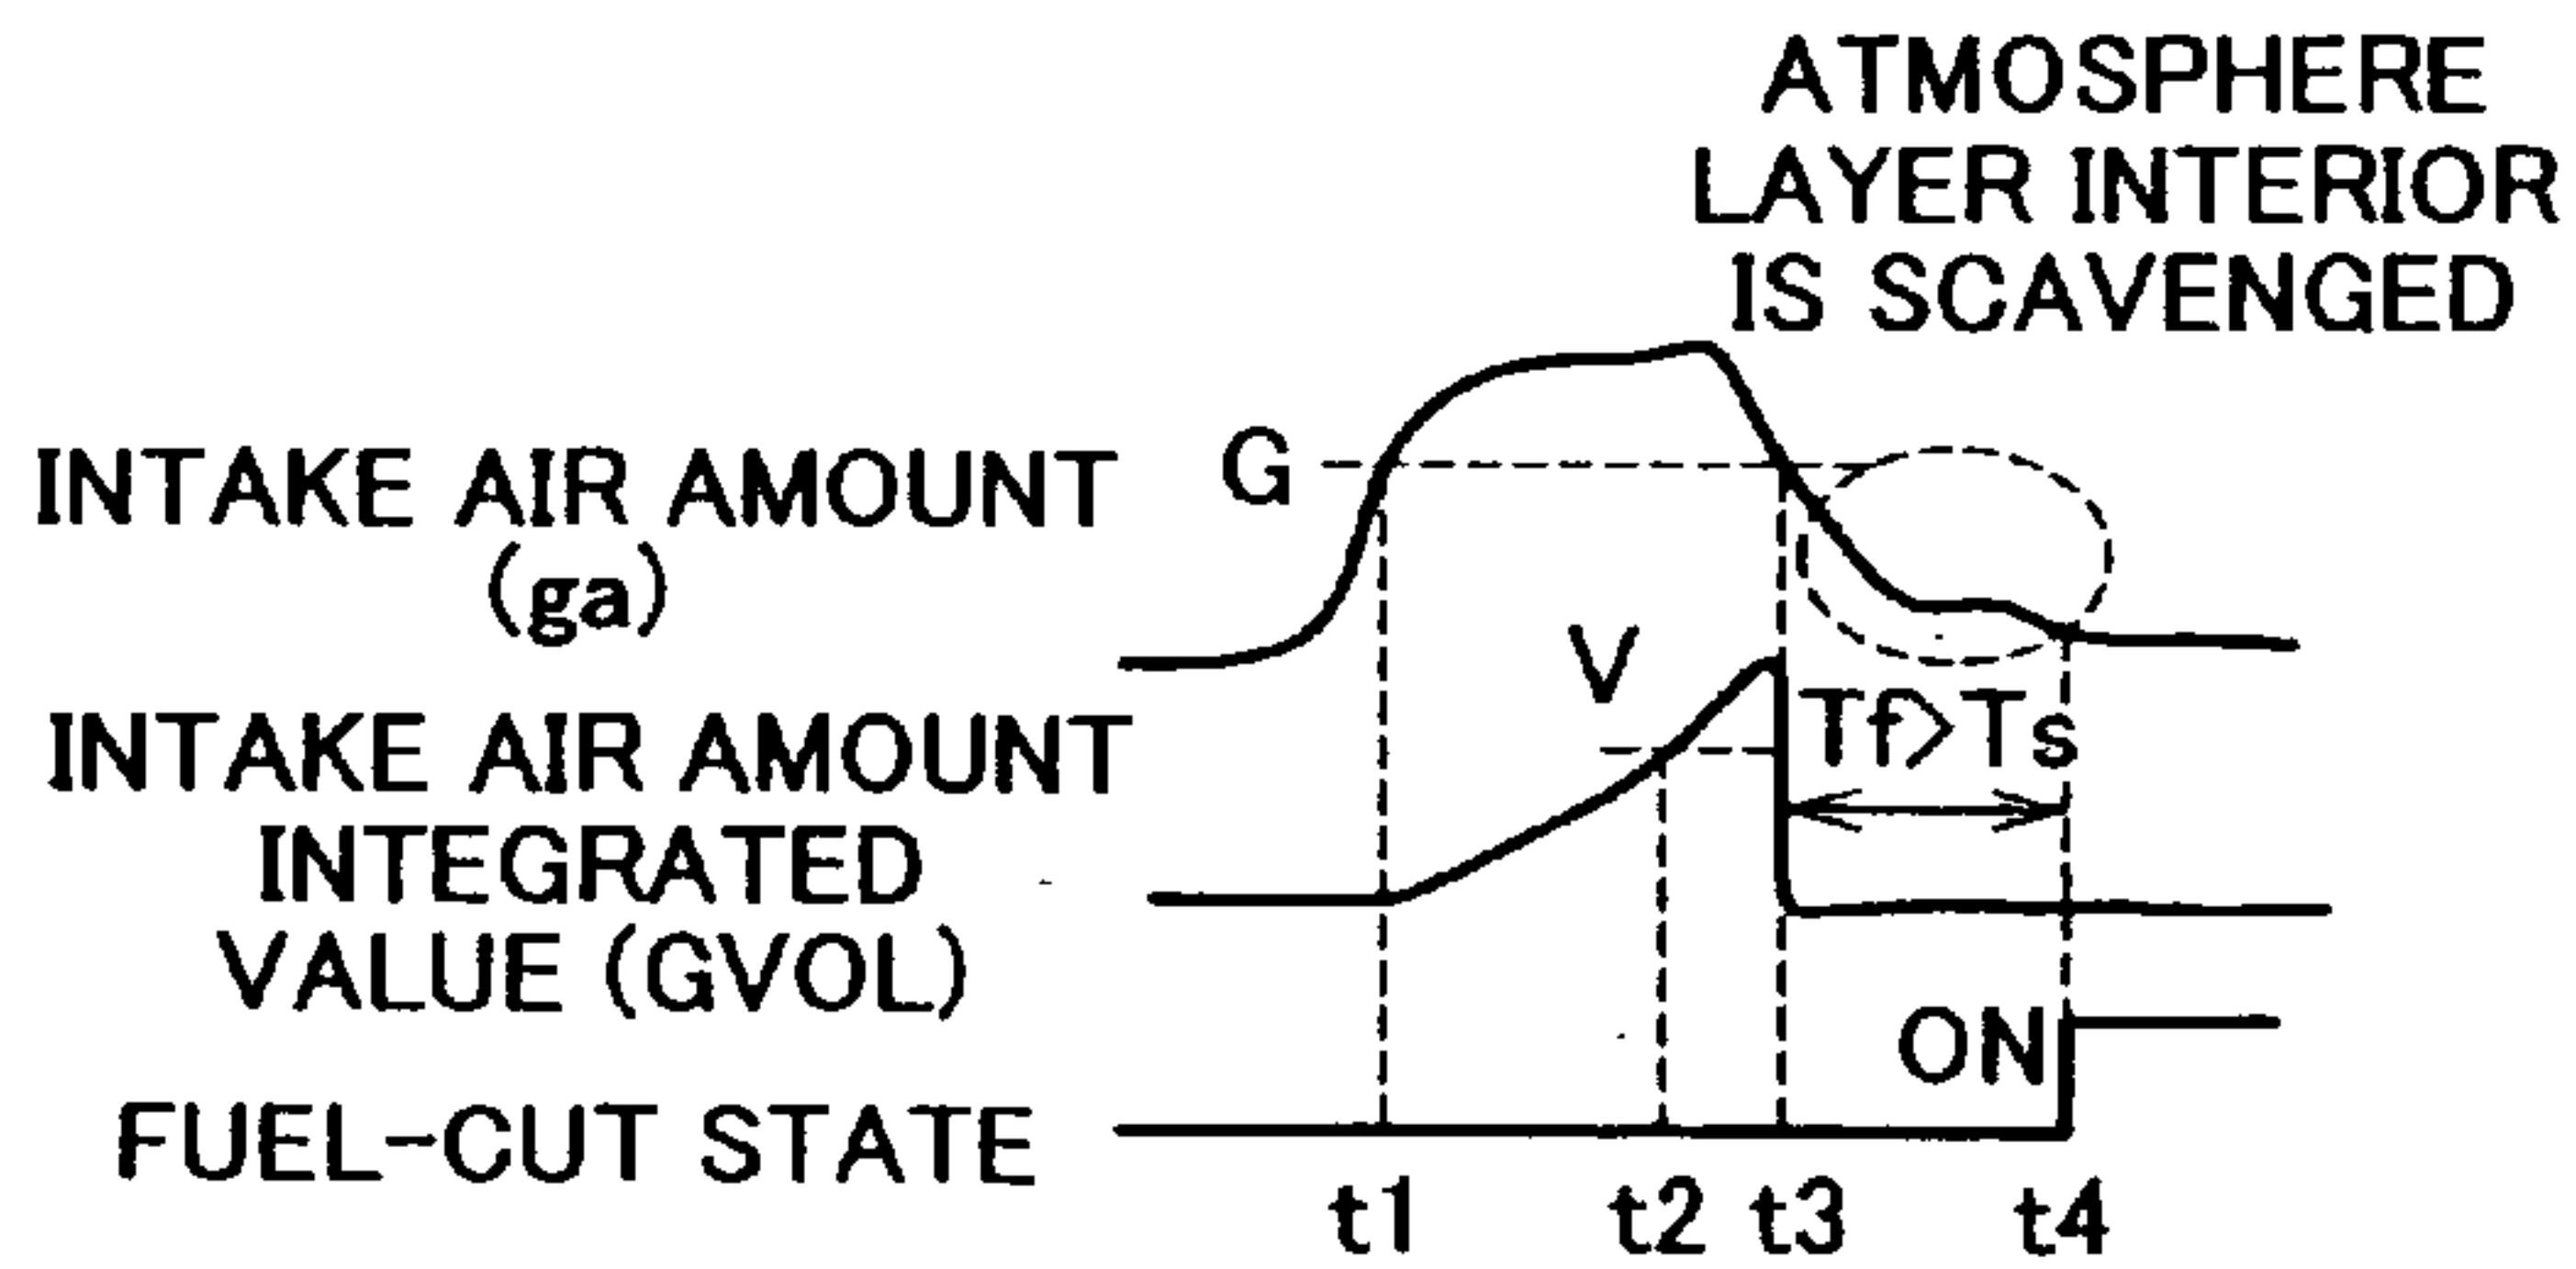 ATMOSPHERE
LAYER INTERIOR
IS SCAVENGED
INTAKE AIR AMOUNT
(ga)
G
V
Tf>Ts
INTAKE AIR AMOUNT
INTEGRATED
VALUE (GVOL)
ON
FUEL-CUT STATE
t1 t2 t3 t4